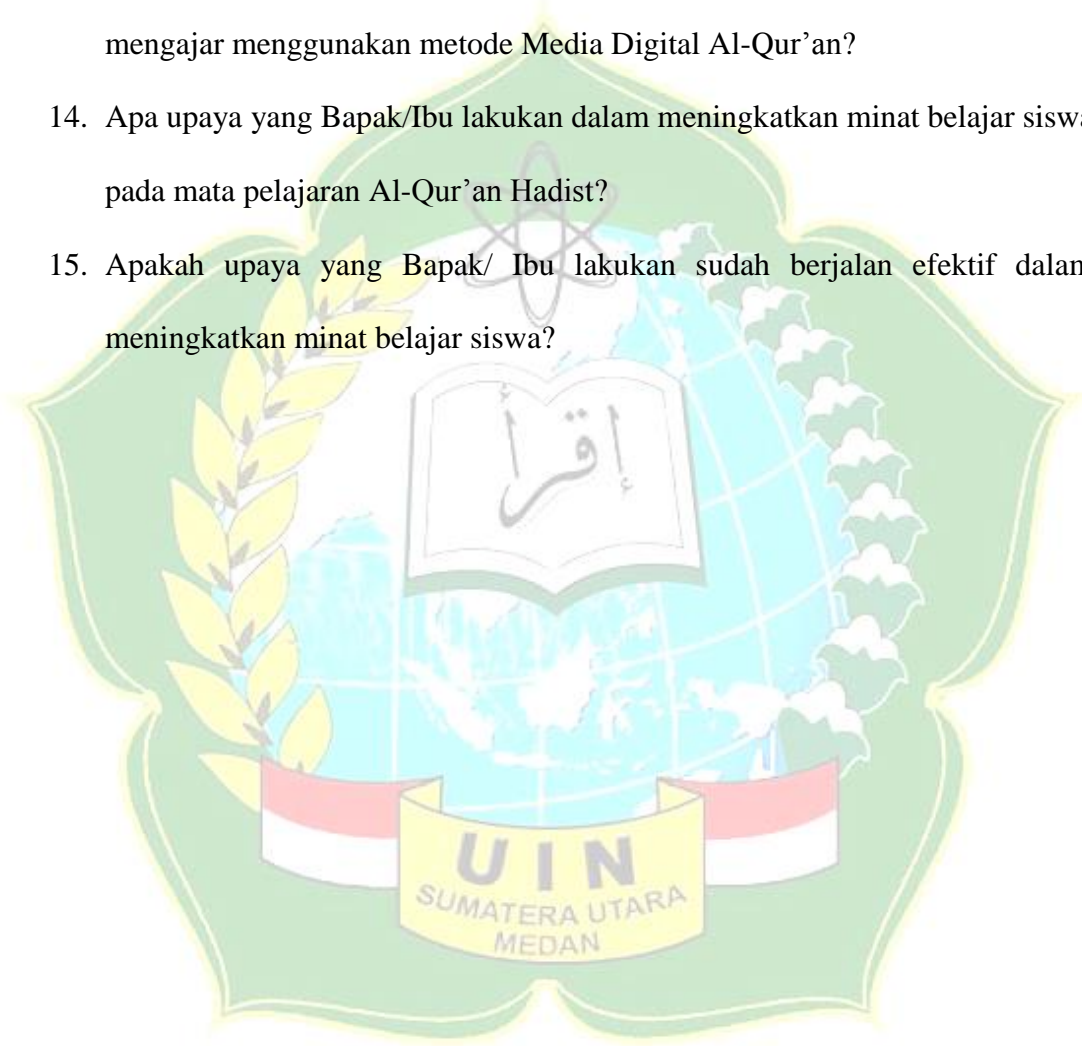 mengajar menggunakan metode Media Digital Al-Qur’an?
14. Apa upaya yang Bapak/Ibu lakukan dalam meningkatkan minat belajar siswa
pada mata pelajaran Al-Qur’an Hadist?
15. Apakah upaya yang Bapak/ Ibu lakukan sudah berjalan efektif dalam
meningkatkan minat belajar siswa?
إقرأ
UIN
SUMATERA UTARA
MEDAN